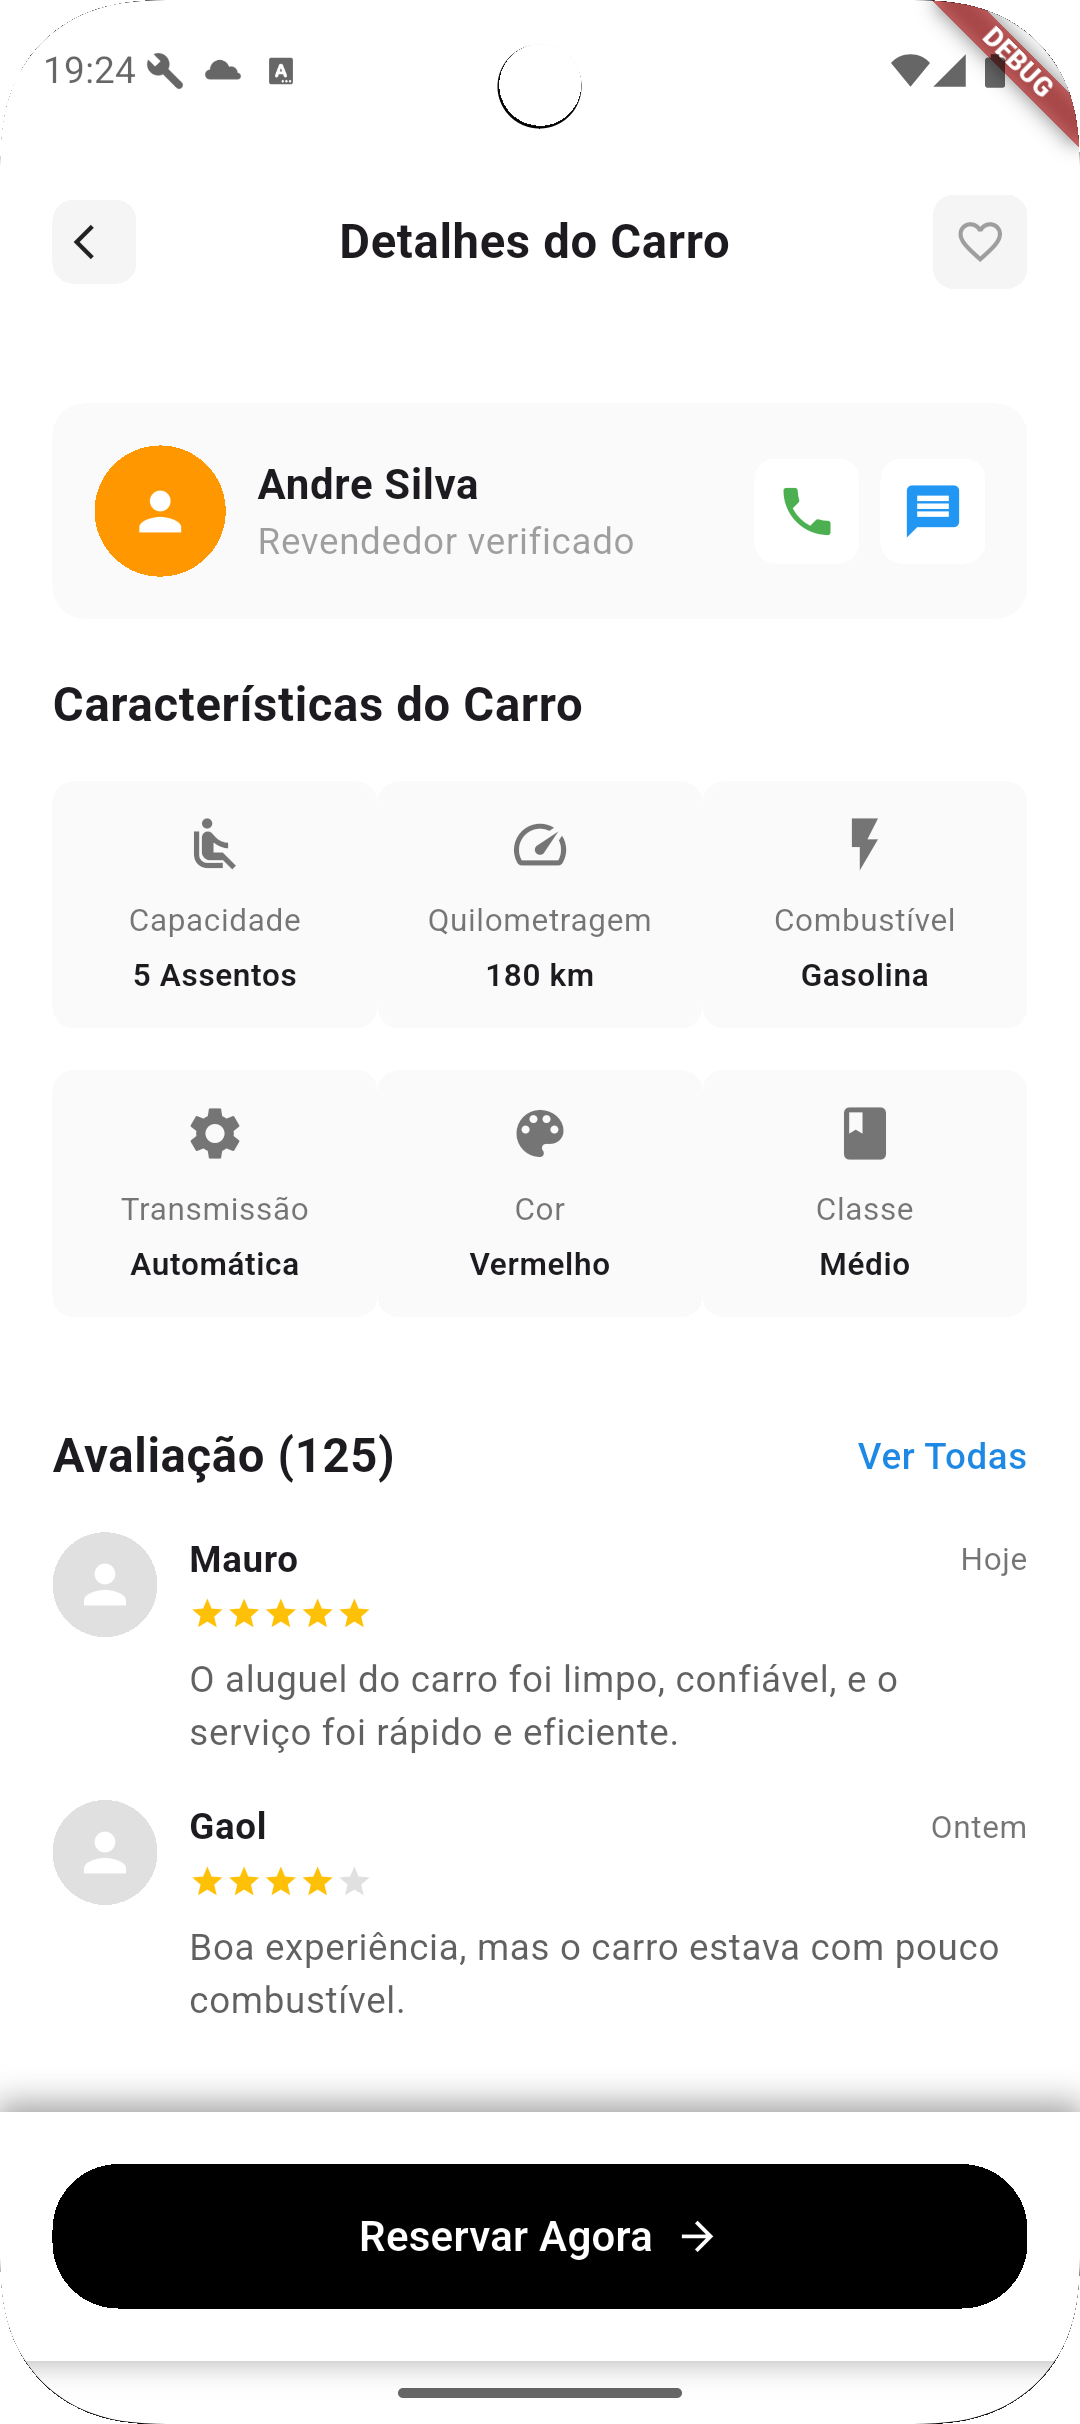 19:24
DEBUG
Detalhes do Carro
Andre Silva
Revendedor verificado
Características do Carro
Capacidade
5 Assentos
Quilometragem
180 km
Combustível
Gasolina
Transmissão
Automática
Cor
Vermelho
Classe
Médio
Avaliação (125)
Ver Todas
Mauro
Hoje
O aluguel do carro foi limpo, confiável, e o
serviço foi rápido e eficiente.
Gaol
Ontem
Boa experiência, mas o carro estava com pouco
combustível.
Reservar Agora